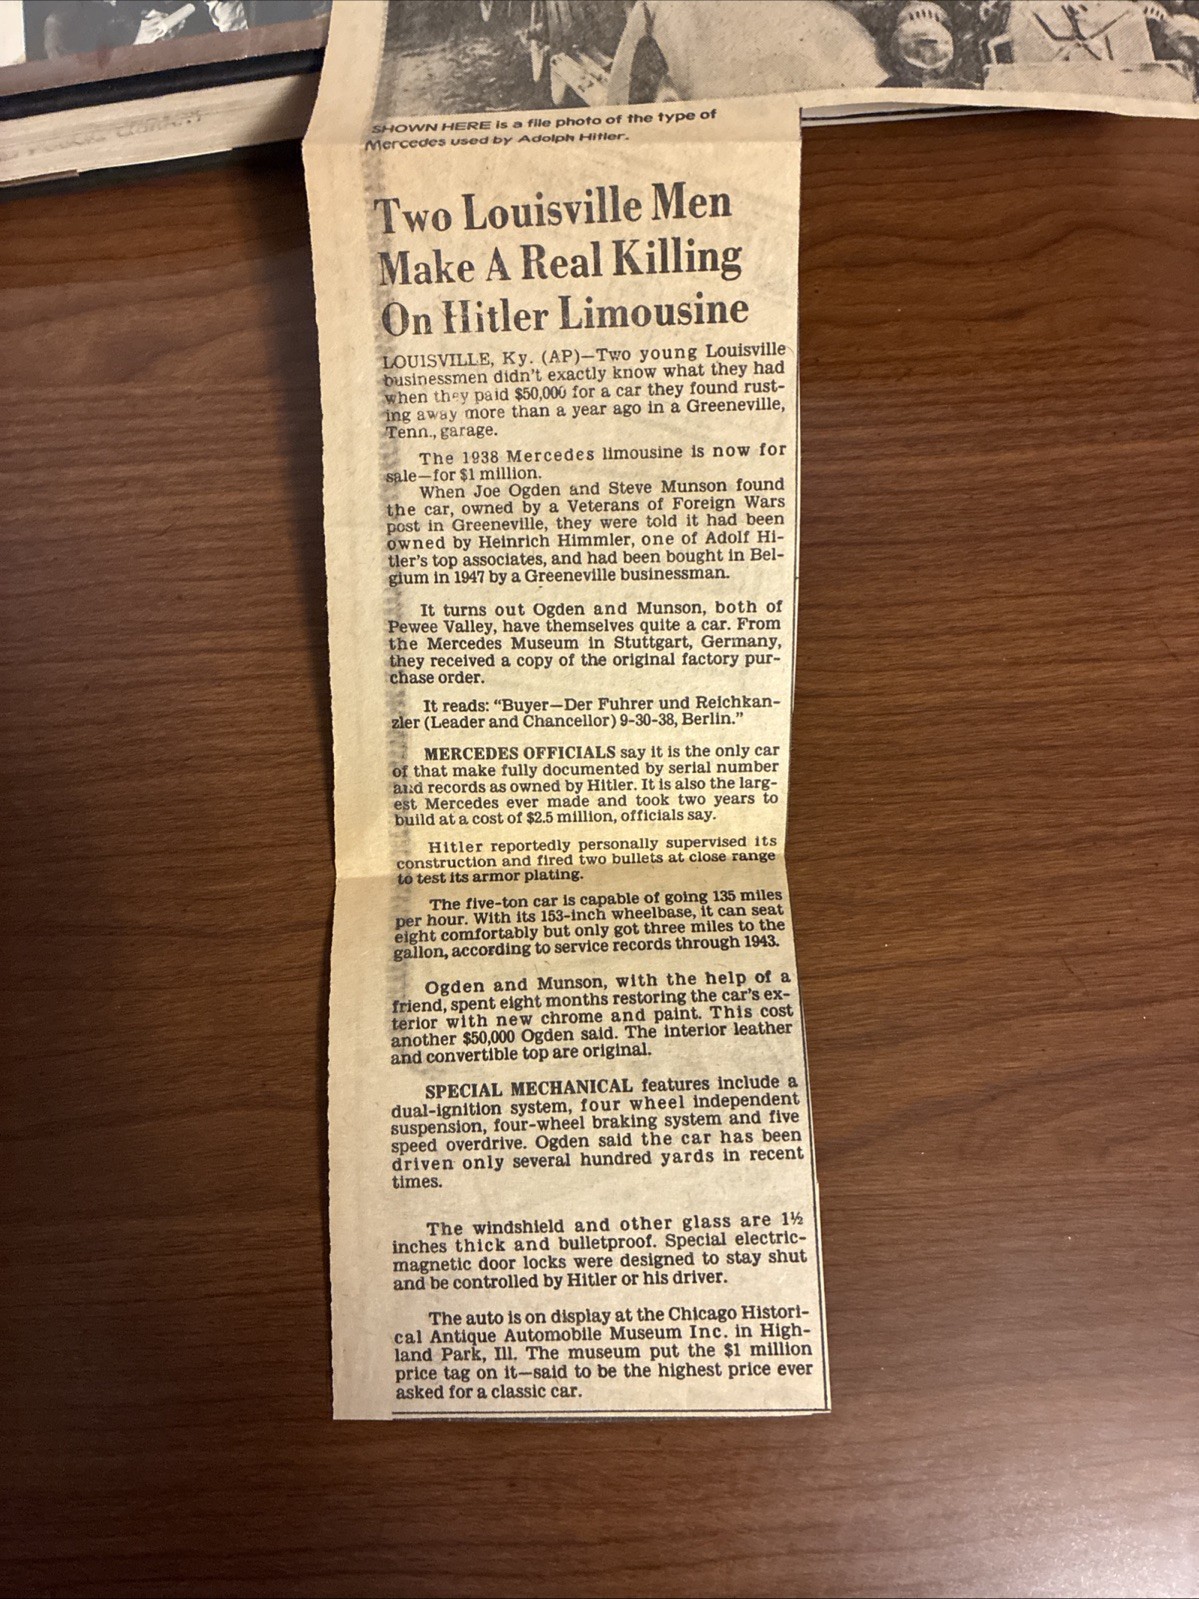 SHOWN HERE is a file photo of the type of
Mercedes used by Adolph Hitler.
Two Louisville Men
Make A Real Killing
On Hitler Limousine
LOUISVILLE, Ky. (AP)—Two young Louisville
businessmen didn't exactly know what they had
when they paid $50,000 for a car they found rust-
ing away more than a year ago in a Greeneville,
Tenn., garage.
The 1938 Mercedes limousine is now for
sale—for $1 million.
When Joe Ogden and Steve Munson found
the car, owned by a Veterans of Foreign Wars
post in Greeneville, they were told it had been
owned by Heinrich Himmler, one of Adolf Hi-
tler's top associates, and had been bought in Bel-
gium in 1947 by a Greeneville businessman.
It turns out Ogden and Munson, both of
Pewee Valley, have themselves quite a car. From
the Mercedes Museum in Stuttgart, Germany,
they received a copy of the original factory pur-
chase order.
It reads: "Buyer—Der Fuhrer und Reichkan-
zler (Leader and Chancellor) 9-30-38, Berlin."
MERCEDES OFFICIALS say it is the only car
of that make fully documented by serial number
and records as owned by Hitler. It is also the larg-
est Mercedes ever made and took two years to
build at a cost of $2.5 million, officials say.
Hitler reportedly personally supervised its
construction and fired two bullets at close range
to test its armor plating.
The five-ton car is capable of going 135 miles
per hour. With its 153-inch wheelbase, it can seat
eight comfortably but only got three miles to the
gallon, according to service records through 1943.
Ogden and Munson, with the help of a
friend, spent eight months restoring the car's ex-
terior with new chrome and paint. This cost
another $50,000 Ogden said. The interior leather
and convertible top are original.
SPECIAL MECHANICAL features include a
dual-ignition system, four wheel independent
suspension, four-wheel braking system and five
speed overdrive. Ogden said the car has been
driven only several hundred yards in recent
times.
The windshield and other glass are 1½
inches thick and bulletproof. Special electric-
magnetic door locks were designed to stay shut
and be controlled by Hitler or his driver.
The auto is on display at the Chicago Histori-
cal Antique Automobile Museum Inc. in High-
land Park, Ill. The museum put the $1 million
price tag on it—said to be the highest price ever
asked for a classic car.